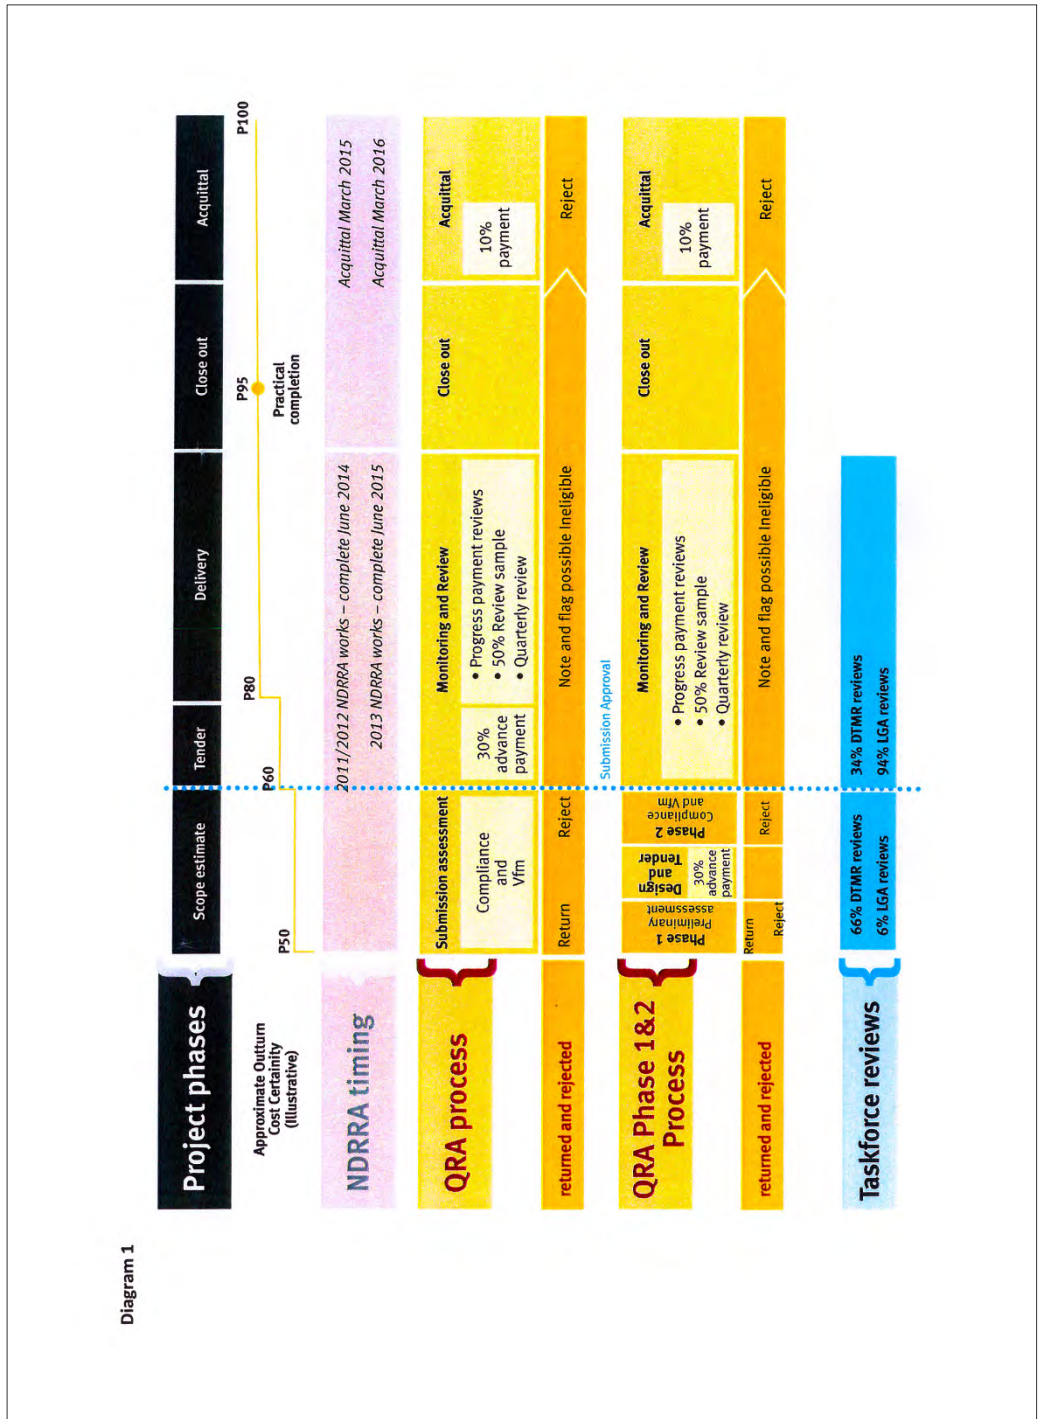 Diagram 1
Project phases
Scope estimate
Tender
Delivery
Close out
Acquittal
Approximate Outturn
Cost Certainity
(Illustrative)
P50
P60
P80
P95
P100
Practical
completion
NDRRA timing
2011/2012 NDRRA works – complete June 2014
2013 NDRRA works – complete June 2015
Acquittal March 2015
Acquittal March 2016
QRA process
Submission assessment
Compliance
and
Vfm
30%
advance
payment
Monitoring and Review
• Progress payment reviews
• 50% Review sample
• Quarterly review
Close out
Acquittal
10%
payment
returned and rejected
Return
Reject
Note and flag possible Ineligible
Reject
Submission Approval
QRA Phase 1&2
Process
Phase 1
Preliminary
assessment
Design
and
Tender
30%
advance
payment
Phase 2
Compliance
and Vfm
Monitoring and Review
• Progress payment reviews
• 50% Review sample
• Quarterly review
Close out
Acquittal
10%
payment
returned and rejected
Return
Reject
Reject
Note and flag possible Ineligible
Reject
Taskforce reviews
66% DTMR reviews
6% LGA reviews
34% DTMR reviews
94% LGA reviews